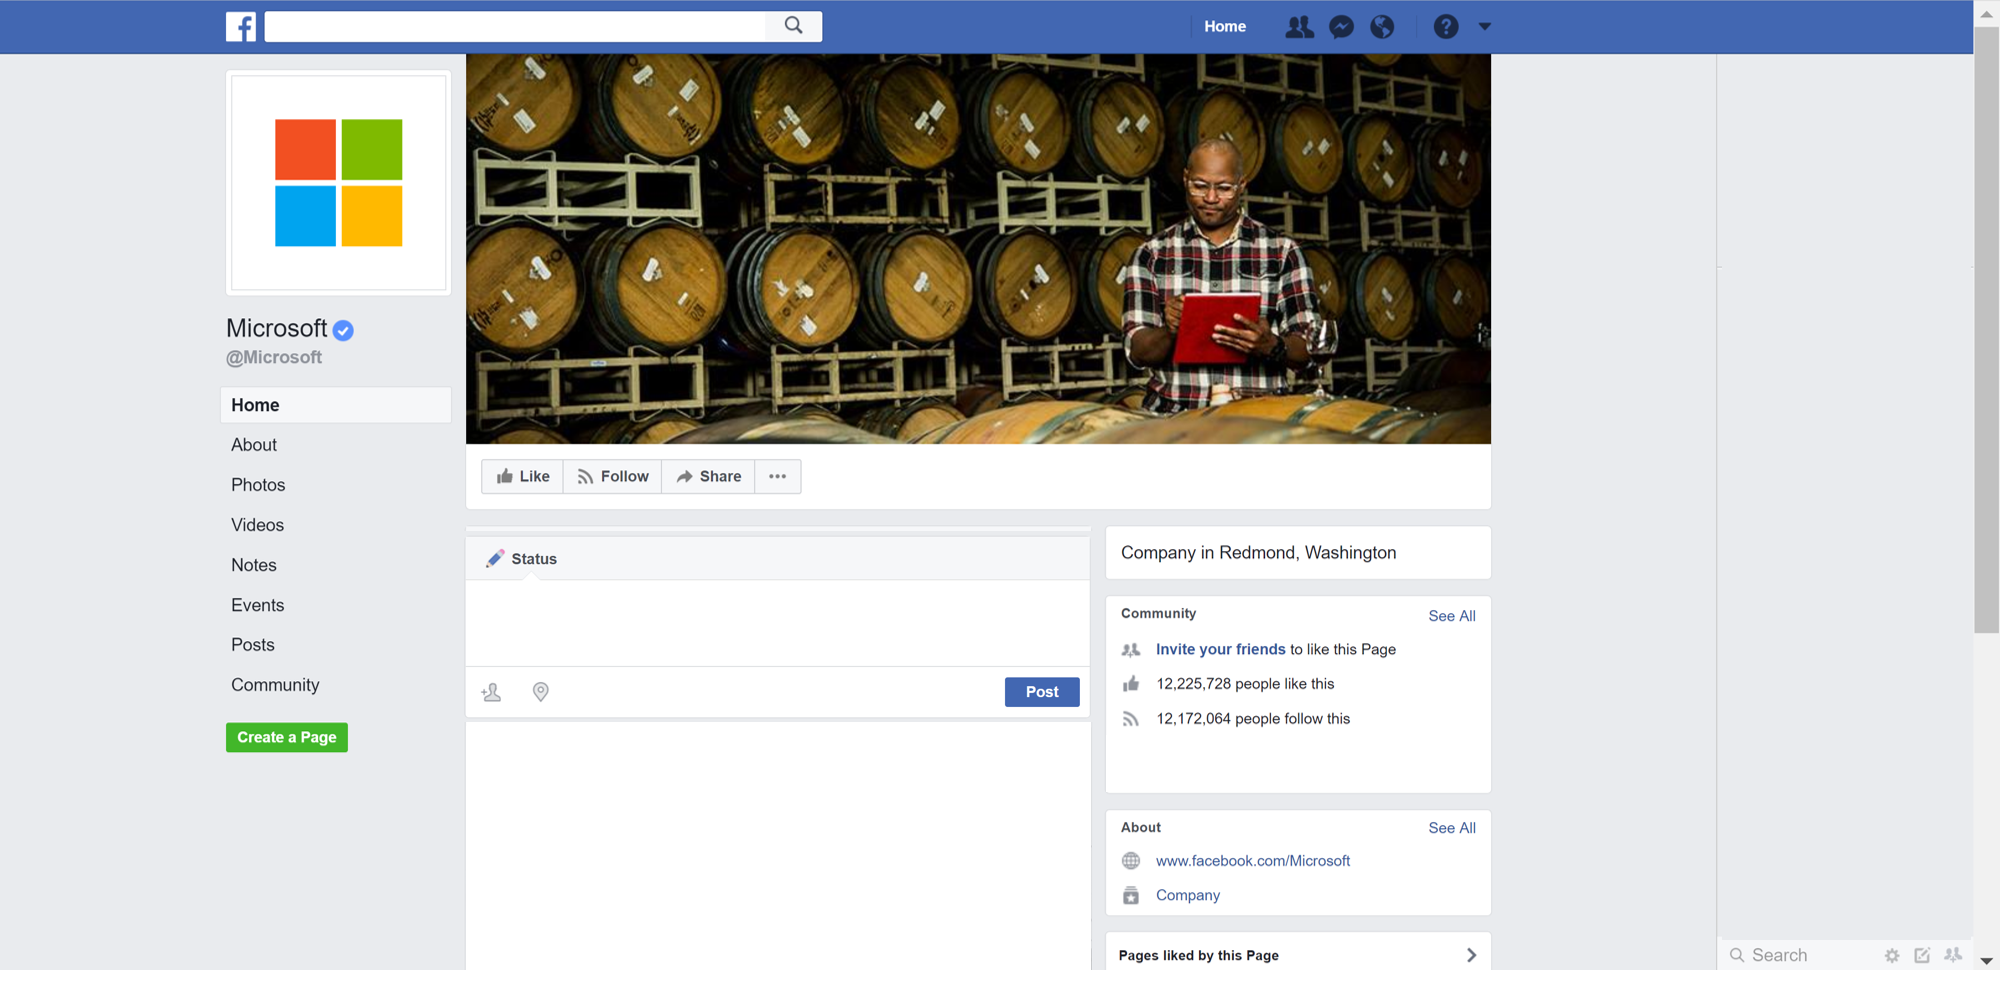 Home
Microsoft
@Microsoft
Home
About
Photos
Videos
Notes
Events
Posts
Community
Create a Page
Like Follow Share
Status
Post
Company in Redmond, Washington
Community See All
Invite your friends to like this Page
12,225,728 people like this
12,172,064 people follow this
About See All
www.facebook.com/Microsoft
Company
Pages liked by this Page
Search